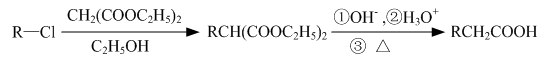 R—Cl CH₂(COOC₂H₅)₂ C₂H₅OH RCH(COOC₂H₅)₂ ①OH⁻,②H₃O⁺ ③ △ RCH₂COOH